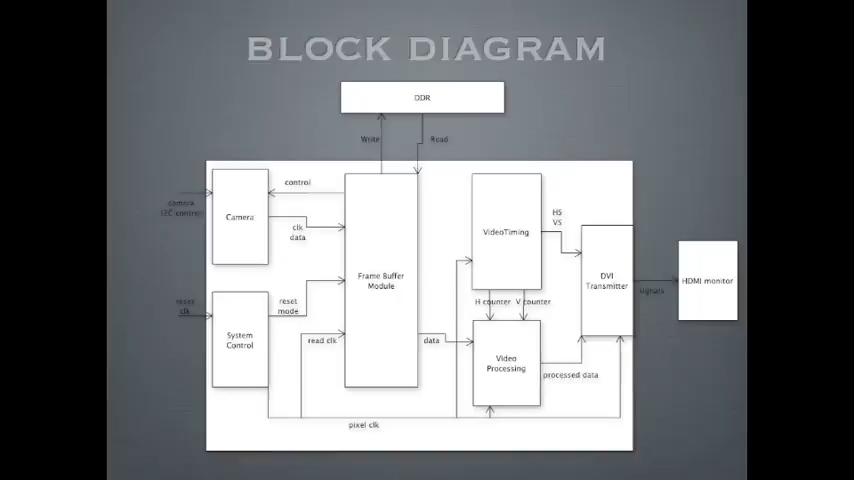 BLOCK DIAGRAM
DDR
Write
Read
control
camera
I2C control
Camera
clk
data
Frame Buffer
Module
VideoTiming
HS
VS
DVI
Transmitter
signals
HDMI monitor
reset
clk
reset
mode
System
Control
read clk
data
H counter
V counter
Video
Processing
processed data
pixel clk